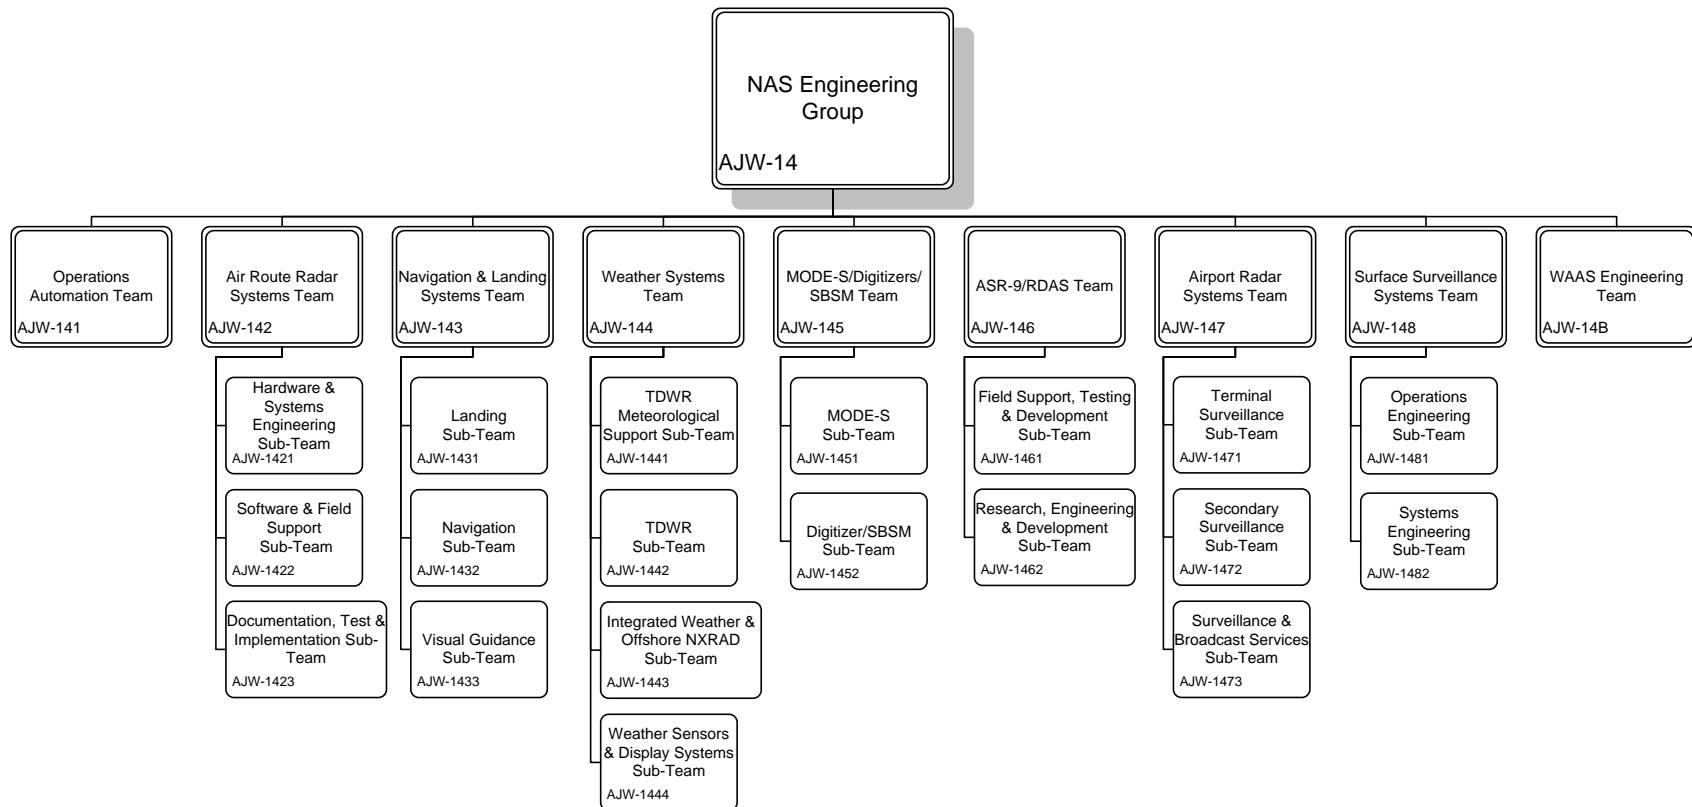 NAS Engineering
Group
AJW-14
Operations
Automation Team
AJW-141
Air Route Radar
Systems Team
AJW-142
Navigation & Landing
Systems Team
AJW-143
Weather Systems
Team
AJW-144
MODE-S/Digitizers/
SBSM Team
AJW-145
ASR-9/RDAS Team
AJW-146
Airport Radar
Systems Team
AJW-147
Surface Surveillance
Systems Team
AJW-148
WAAS Engineering
Team
AJW-14B
Hardware &
Systems
Engineering
Sub-Team
AJW-1421
Software & Field
Support
Sub-Team
AJW-1422
Documentation, Test &
Implementation Sub-
Team
AJW-1423
Landing
Sub-Team
AJW-1431
Navigation
Sub-Team
AJW-1432
Visual Guidance
Sub-Team
AJW-1433
TDWR
Meteorological
Support Sub-Team
AJW-1441
TDWR
Sub-Team
AJW-1442
Integrated Weather &
Offshore NXRAD
Sub-Team
AJW-1443
Weather Sensors
& Display Systems
Sub-Team
AJW-1444
MODE-S
Sub-Team
AJW-1451
Digitizer/SBSM
Sub-Team
AJW-1452
Field Support, Testing
& Development
Sub-Team
AJW-1461
Research, Engineering
& Development
Sub-Team
AJW-1462
Terminal
Surveillance
Sub-Team
AJW-1471
Secondary
Surveillance
Sub-Team
AJW-1472
Surveillance &
Broadcast Services
Sub-Team
AJW-1473
Operations
Engineering
Sub-Team
AJW-1481
Systems
Engineering
Sub-Team
AJW-1482